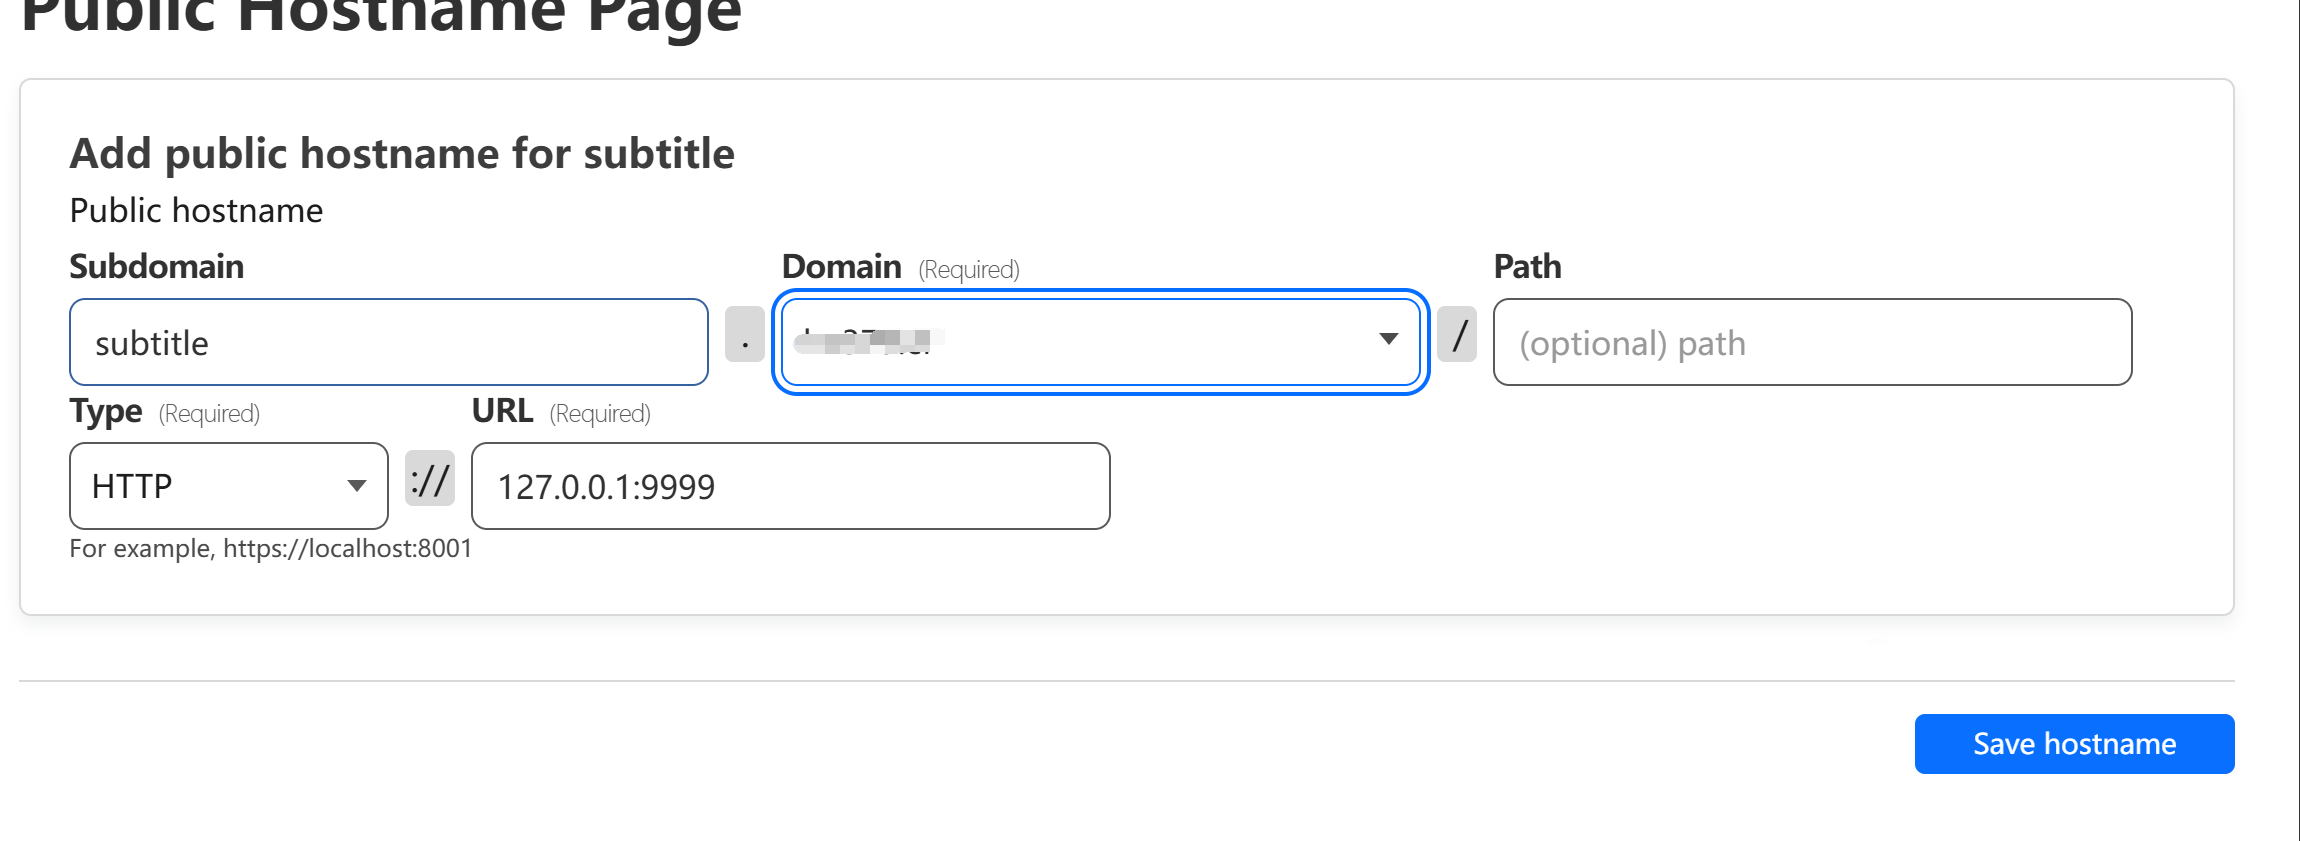 Public Hostname Page
Add public hostname for subtitle
Public hostname
Subdomain Domain (Required) Path
subtitle . / (optional) path
Type (Required) URL (Required)
HTTP :// 127.0.0.1:9999
For example, https://localhost:8001
Save hostname